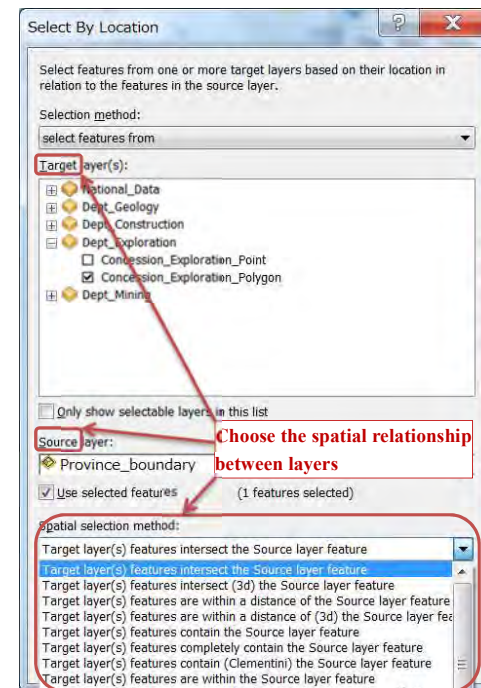 Select By Location
Select features from one or more target layers based on their location in
relation to the features in the source layer.
Selection method:
select features from
Target layer(s):
National_Data
Dept_Geology
Dept_Construction
Dept_Exploration
Concession_Exploration_Point
Concession_Exploration_Polygon
Dept_Mining
Only show selectable layers in this list
Source layer:
Choose the spatial relationship
between layers
Province_boundary
Use selected features (1 features selected)
Spatial selection method:
Target layer(s) features intersect the Source layer feature
Target layer(s) features intersect the Source layer feature
Target layer(s) features intersect (3d) the Source layer feature
Target layer(s) features are within a distance of the Source layer feature
Target layer(s) features are within a distance of (3d) the Source layer fea
Target layer(s) features contain the Source layer feature
Target layer(s) features completely contain the Source layer feature
Target layer(s) features contain (Clementini) the Source layer feature
Target layer(s) features are within the Source layer feature